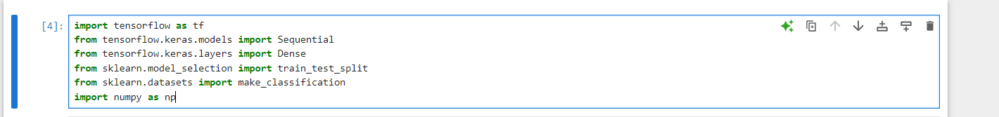 [4]:
import tensorflow as tf
from tensorflow.keras.models import Sequential
from tensorflow.keras.layers import Dense
from sklearn.model_selection import train_test_split
from sklearn.datasets import make_classification
import numpy as np